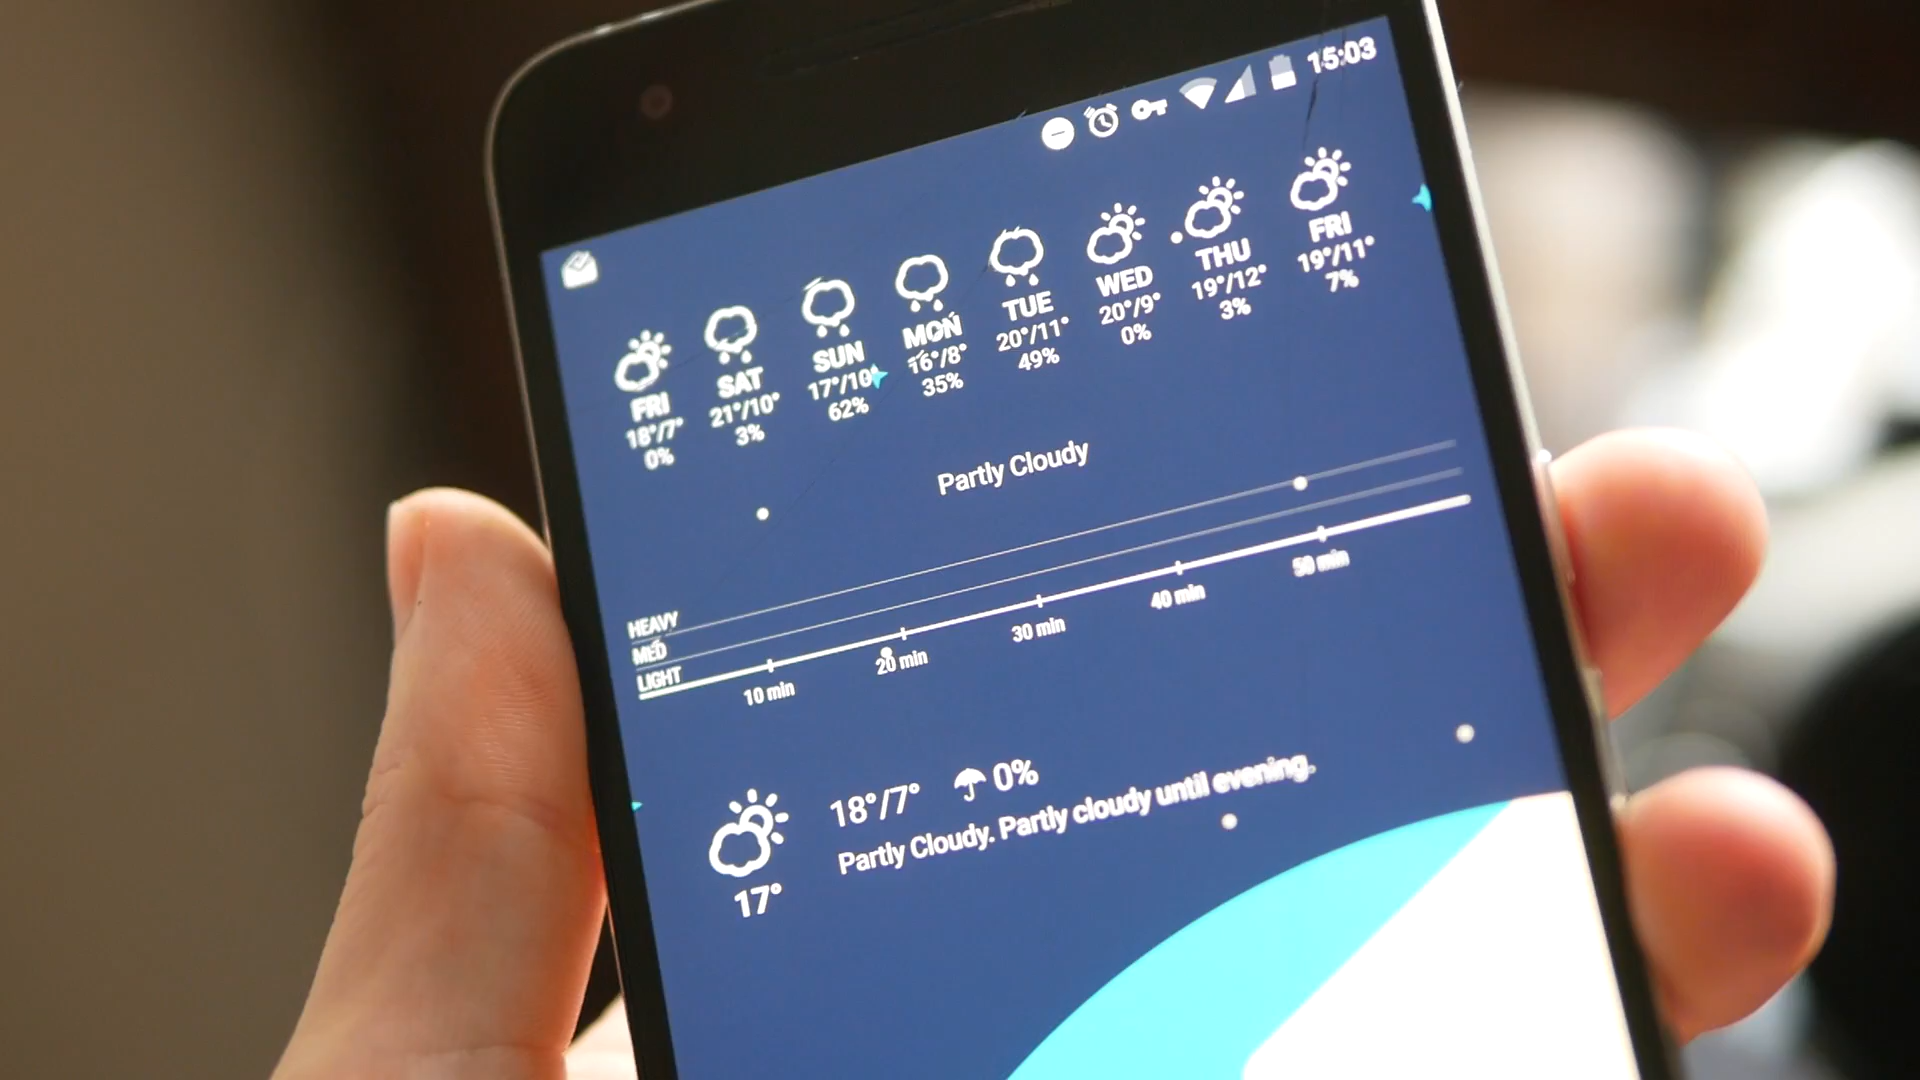 15:03
FRI
18°/7°
0%
SAT
21°/10°
3%
SUN
17°/10°
62%
MON
16°/8°
35%
TUE
20°/11°
49%
WED
20°/9°
0%
THU
19°/12°
3%
FRI
19°/11°
7%
Partly Cloudy
HEAVY
MED
LIGHT
10 min
20 min
30 min
40 min
50 min
18°/7° 0%
Partly Cloudy. Partly cloudy until evening.
17°